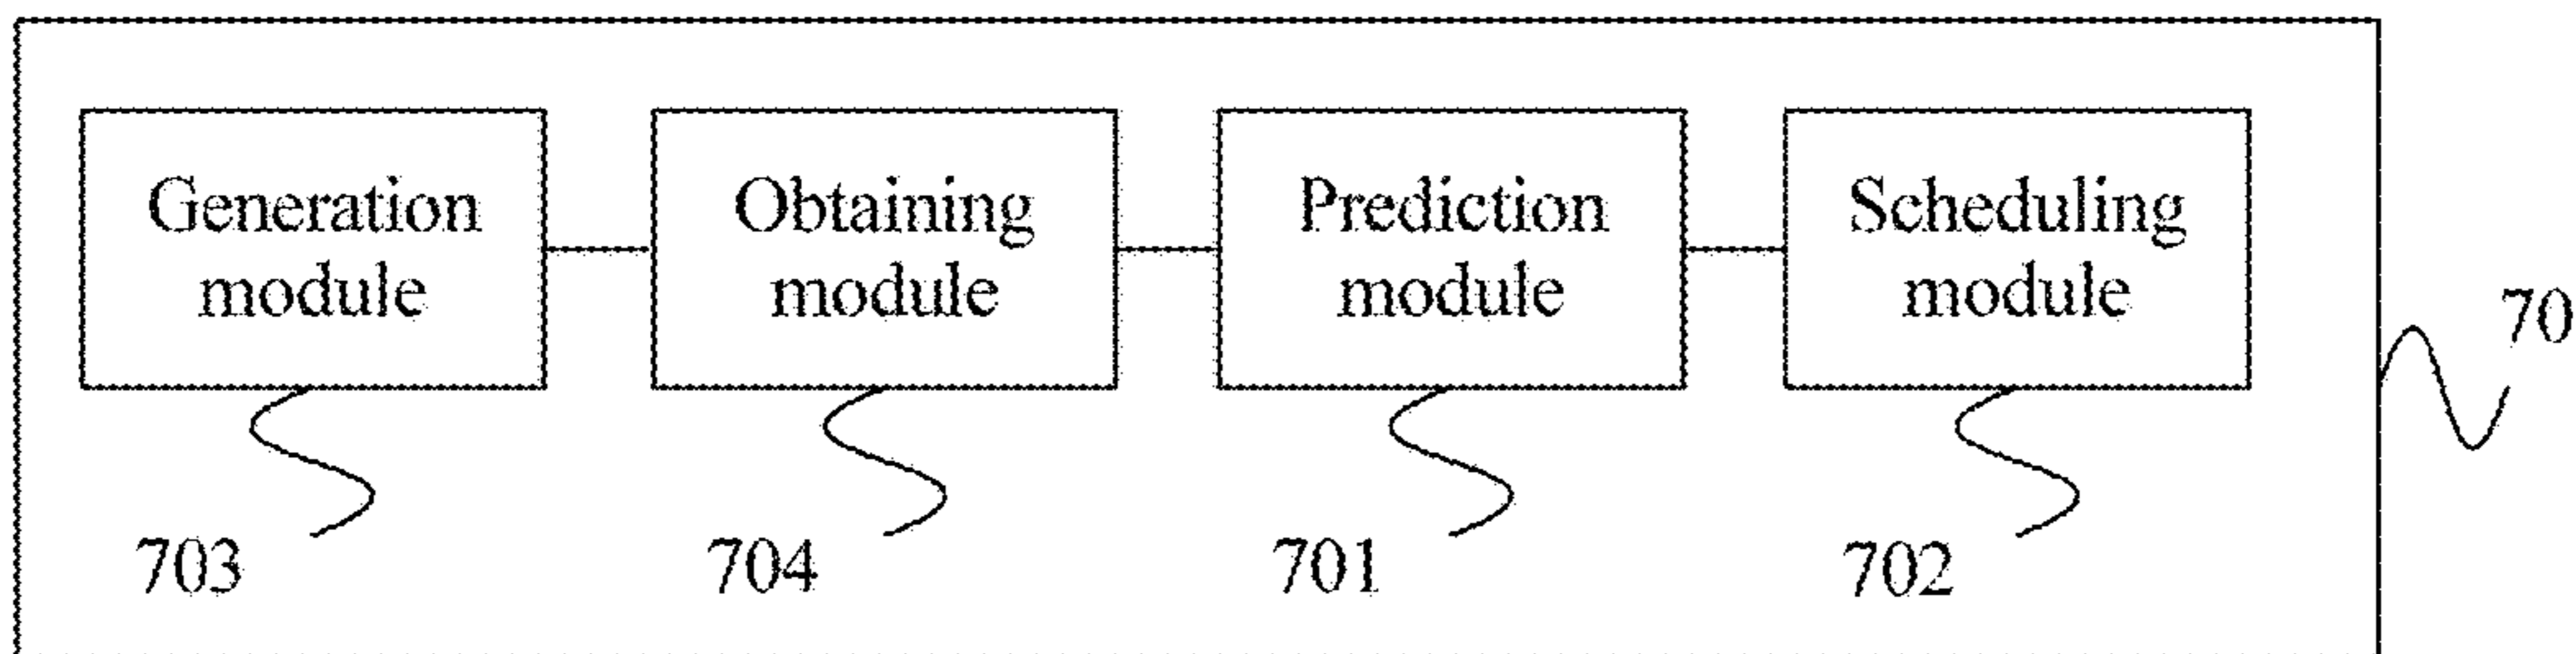 Generation
module
Obtaining
module
Prediction
module
Scheduling
module
70
703
704
701
702